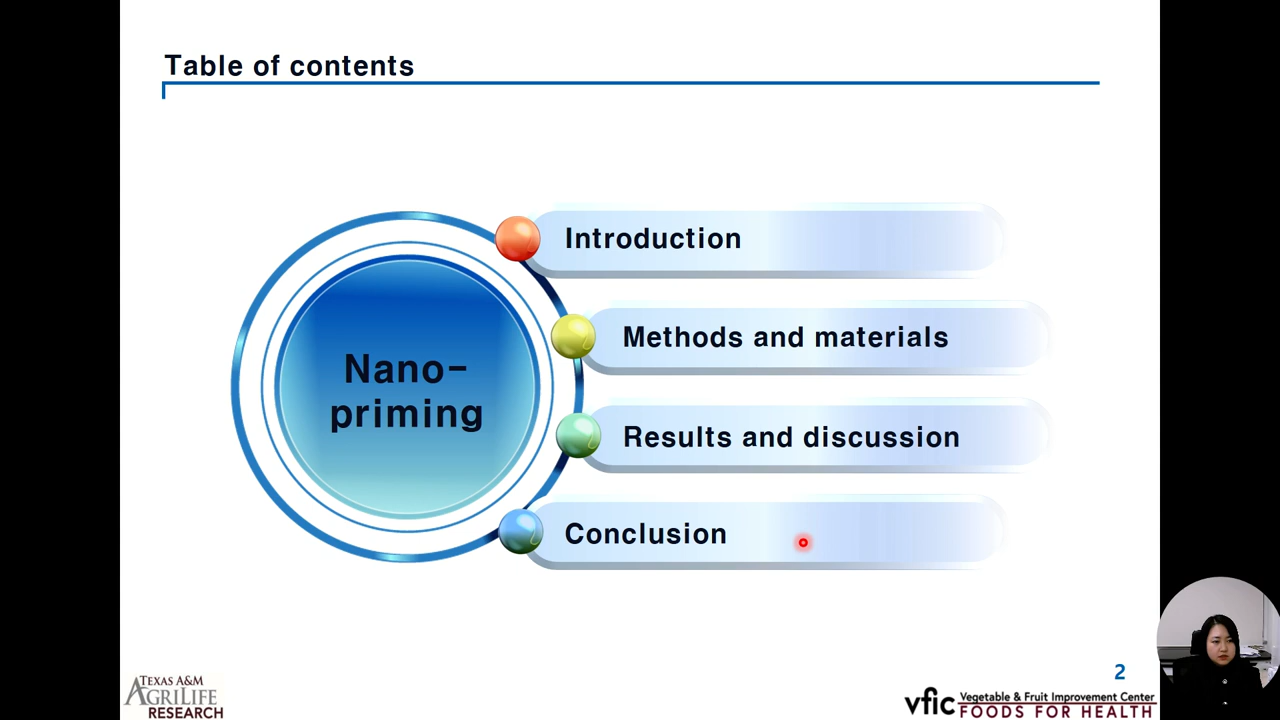 Table of contents
Nano-
priming
Introduction
Methods and materials
Results and discussion
Conclusion
2
TEXAS A&M
AGRILIFE
RESEARCH
vfic Vegetable & Fruit Improvement Center
FOODS FOR HEALTH